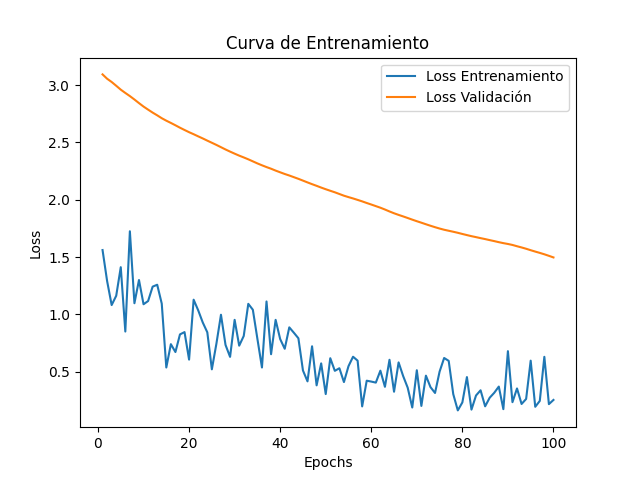 Curva de Entrenamiento
Loss Entrenamiento
Loss Validación
3.0
2.5
2.0
1.5
1.0
0.5
Loss
0 20 40 60 80 100
Epochs